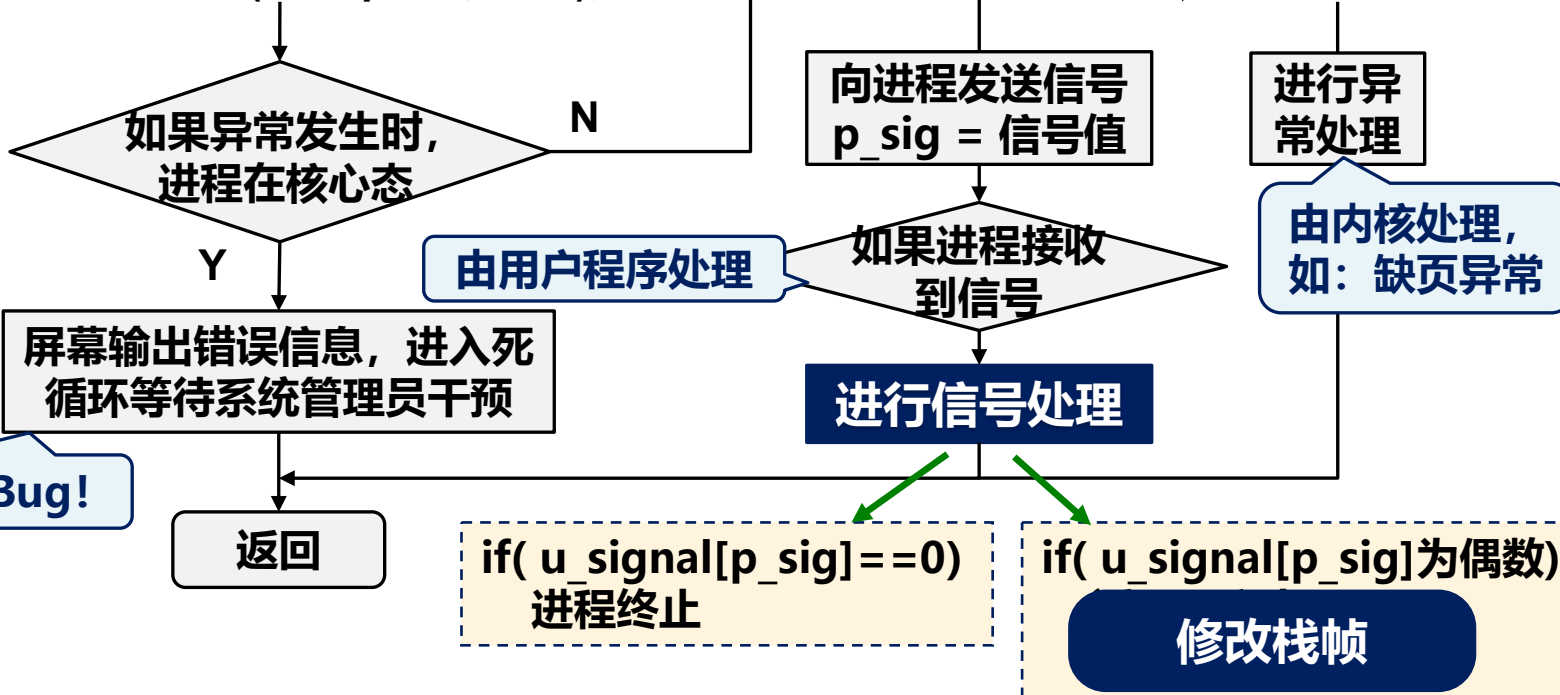 如果异常发生时，
进程在核心态
N
Y
屏幕输出错误信息，进入死
循环等待系统管理员干预
Bug!
返回
向进程发送信号
p_sig = 信号值
由用户程序处理
如果进程接收
到信号
进行信号处理
进行异
常处理
由内核处理，
如：缺页异常
if( u_signal[p_sig]==0)
进程终止
if( u_signal[p_sig]为偶数)
修改栈帧